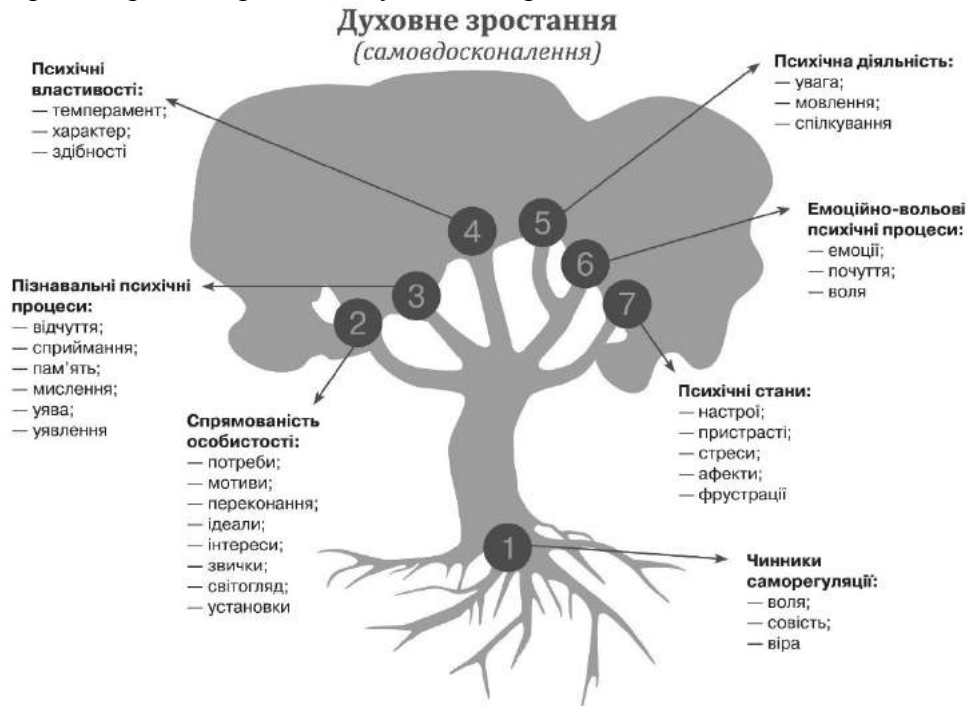 Духовне зростання
(самовдосконалення)
Психічні
властивості:
— темперамент;
— характер;
— здібності
Психічна діяльність:
— увага;
— мовлення;
— спілкування
Емоційно-вольові
психічні процеси:
— емоції;
— почуття;
— воля
Пізнавальні психічні
процеси:
— відчуття;
— сприймання;
— пам'ять;
— мислення;
— уява;
— уявлення
4
5
6
3
2
7
Спрямованість
особистості:
— потреби;
— мотиви;
— переконання;
— ідеали;
— інтереси;
— звички;
— світогляд;
— установки
Психічні стани:
— настрої;
— пристрасті;
— стреси;
— афекти;
— фрустрації
1
Чинники
саморегуляції:
— воля;
— совість;
— віра